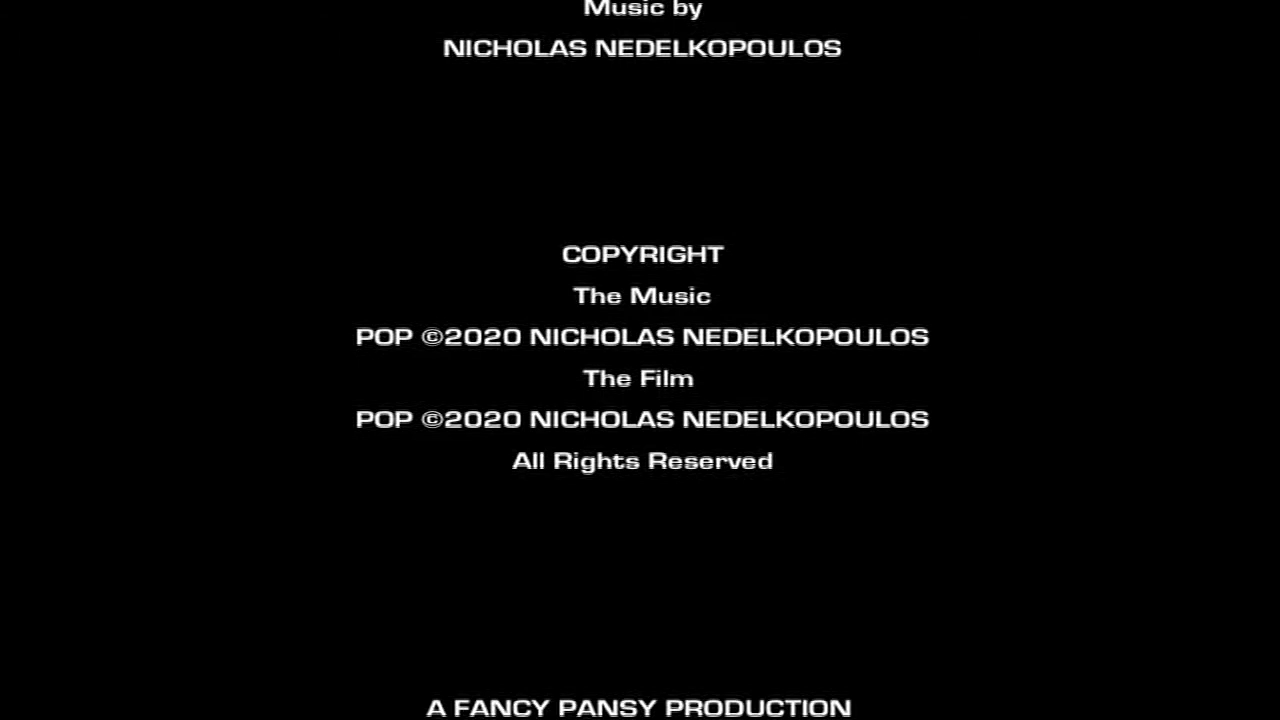 Music by
NICHOLAS NEDELKOPOULOS
COPYRIGHT
The Music
POP ©2020 NICHOLAS NEDELKOPOULOS
The Film
POP ©2020 NICHOLAS NEDELKOPOULOS
All Rights Reserved
A FANCY PANSY PRODUCTION